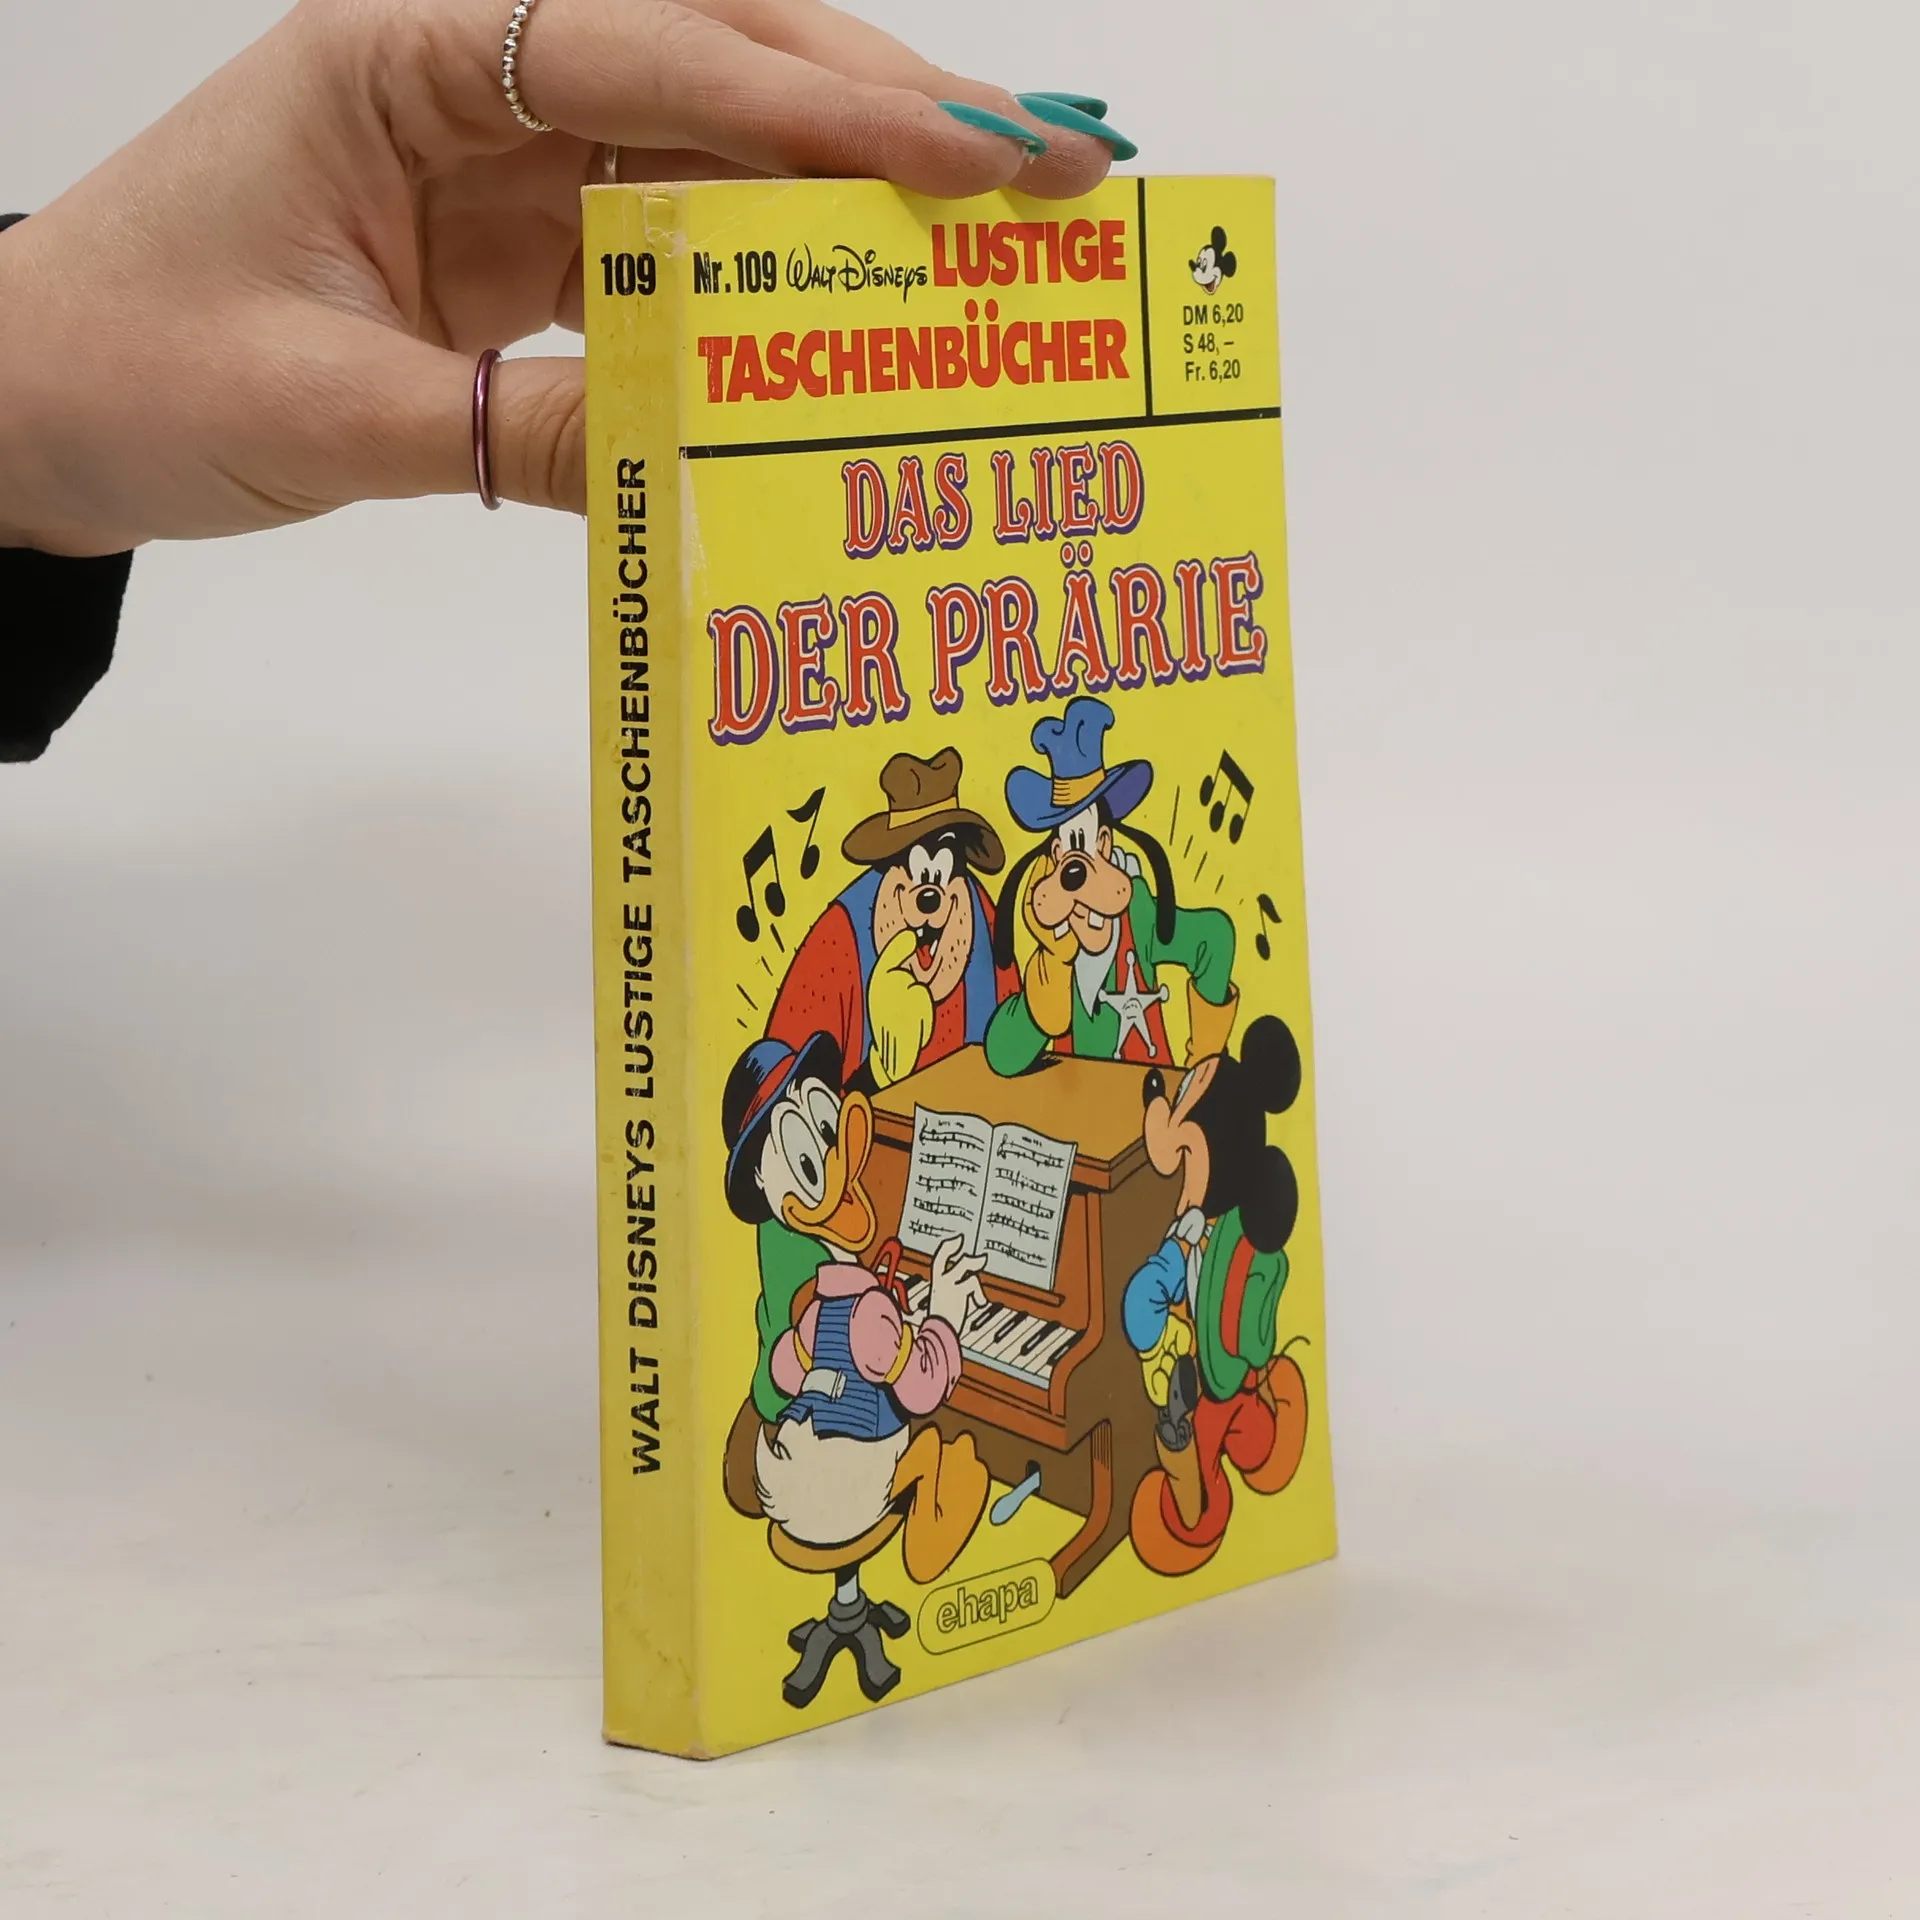 109
WALT DISNEYS LUSTIGE TASCHENBÜCHER
Nr. 109 WALT DISNEYS LUSTIGE
TASCHENBÜCHER
DM 6,20
S 48,–
Fr. 6,20
DAS LIED
DER PRÄRIE
ehapa